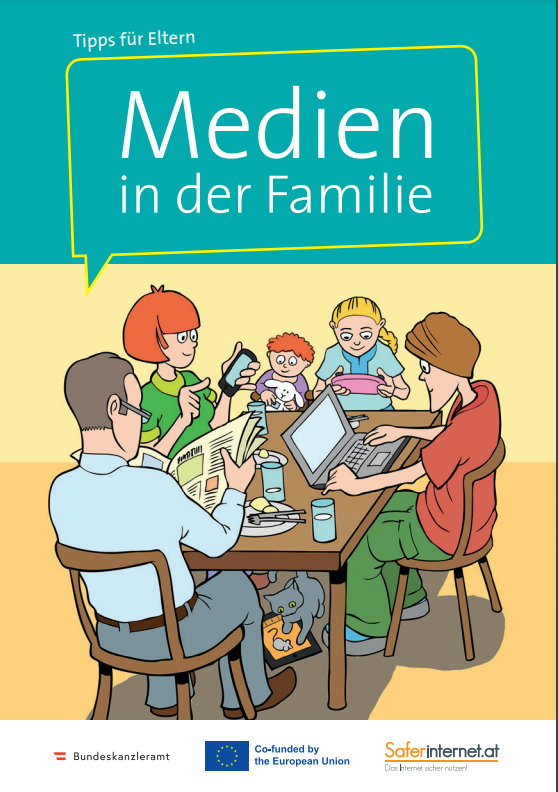 Tipps für Eltern
Medien
in der Familie
Bundeskanzleramt
Co-funded by
the European Union
Saferinternet.at
Das Internet sicher nutzen!